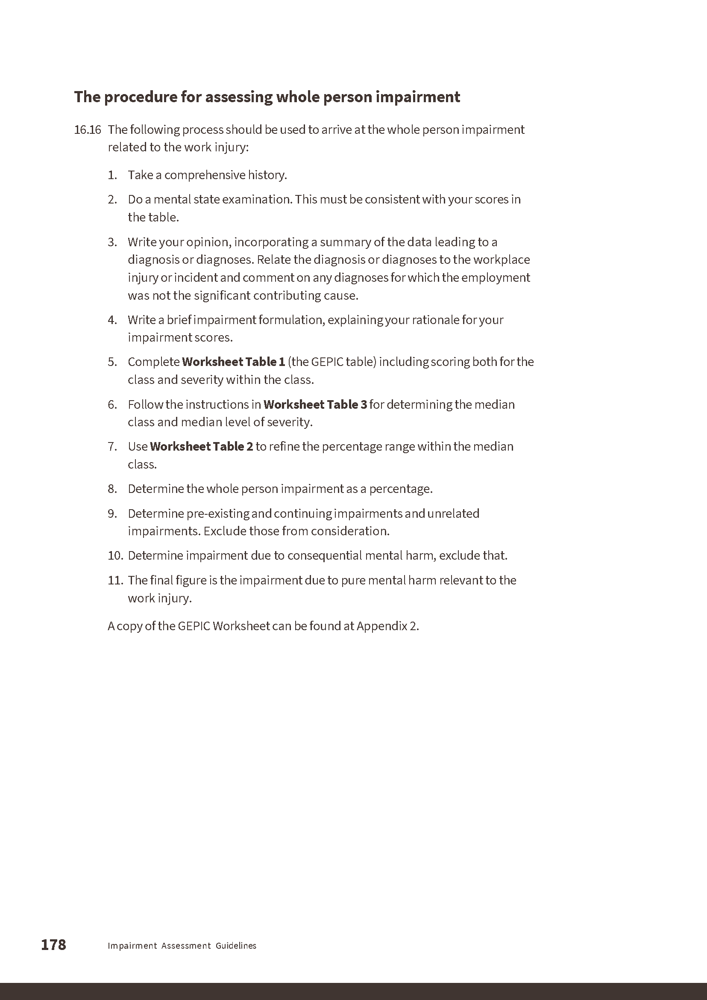 The procedure for assessing whole person impairment
16.16 The following process should be used to arrive at the whole person impairment
related to the work injury:
1. Take a comprehensive history.
2. Do a mental state examination. This must be consistent with your scores in
the table.
3. Write your opinion, incorporating a summary of the data leading to a
diagnosis or diagnoses. Relate the diagnosis or diagnoses to the workplace
injury or incident and comment on any diagnoses for which the employment
was not the significant contributing cause.
4. Write a brief impairment formulation, explaining your rationale for your
impairment scores.
5. Complete Worksheet Table 1 (the GEPIC table) including scoring both for the
class and severity within the class.
6. Follow the instructions in Worksheet Table 3 for determining the median
class and median level of severity.
7. Use Worksheet Table 2 to refine the percentage range within the median
class.
8. Determine the whole person impairment as a percentage.
9. Determine pre-existing and continuing impairments and unrelated
impairments. Exclude those from consideration.
10. Determine impairment due to consequential mental harm, exclude that.
11. The final figure is the impairment due to pure mental harm relevant to the
work injury.
A copy of the GEPIC Worksheet can be found at Appendix 2.
178 Impairment Assessment Guidelines